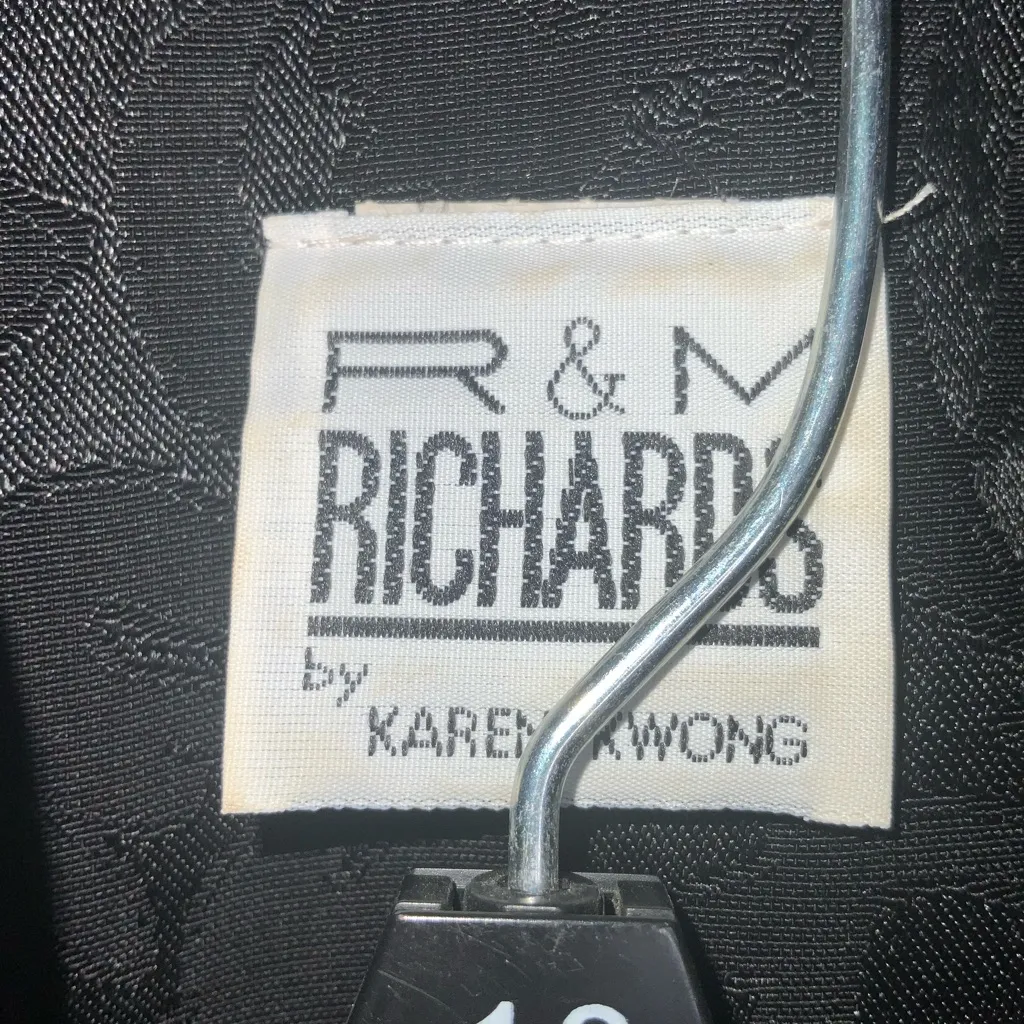 R & M
RICHARDS
by
KAREN KWONG